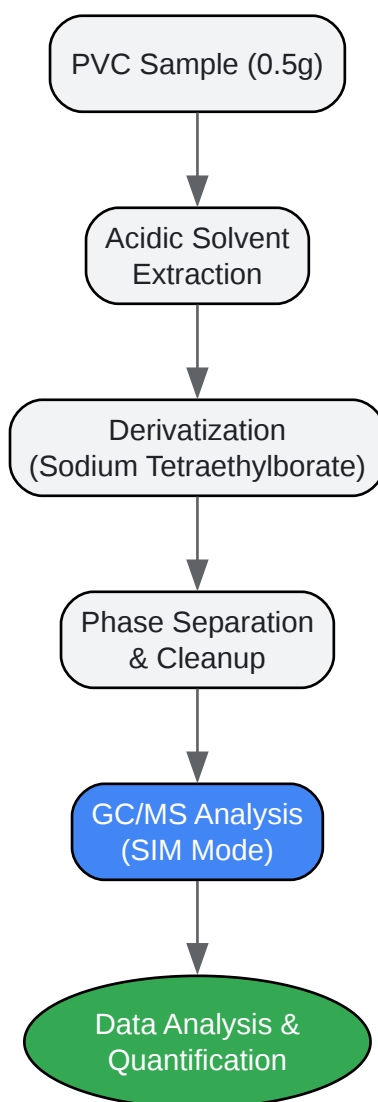 PVC Sample (0.5g)
Acidic Solvent
Extraction
Derivatization
(Sodium Tetraethylborate)
Phase Separation
& Cleanup
GC/MS Analysis
(SIM Mode)
Data Analysis &
Quantification